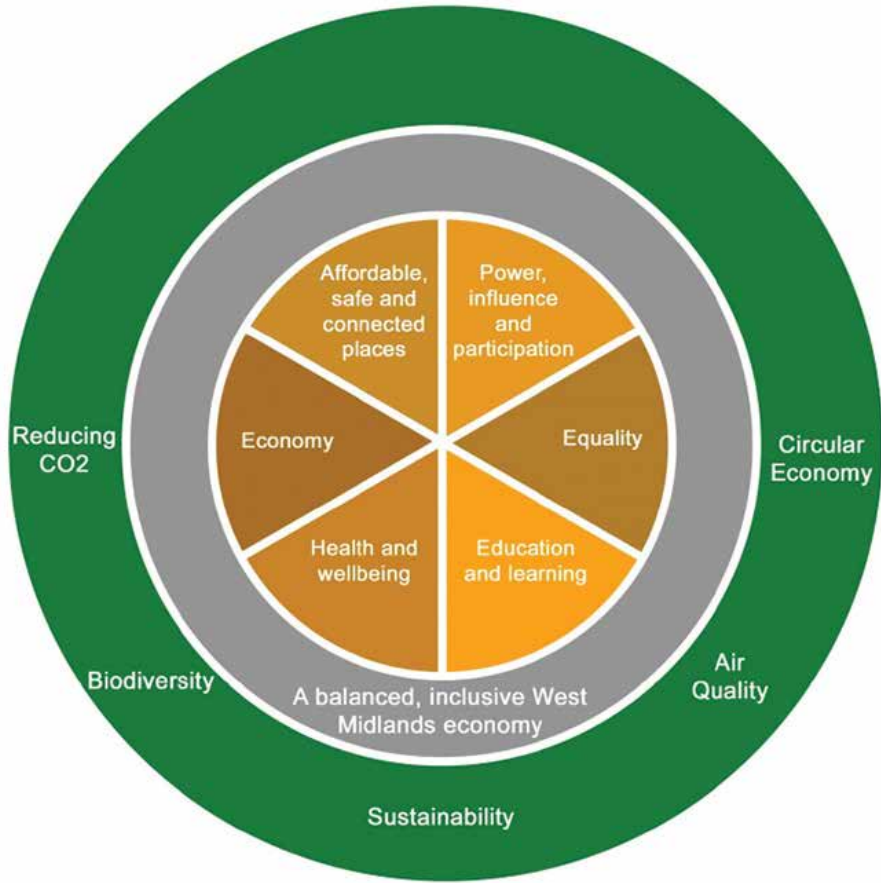 Affordable,
safe and
connected
places
Power,
influence
and
participation
Economy
Equality
Health and
wellbeing
Education
and learning
A balanced, inclusive West
Midlands economy
Reducing
CO2
Circular
Economy
Biodiversity
Air
Quality
Sustainability